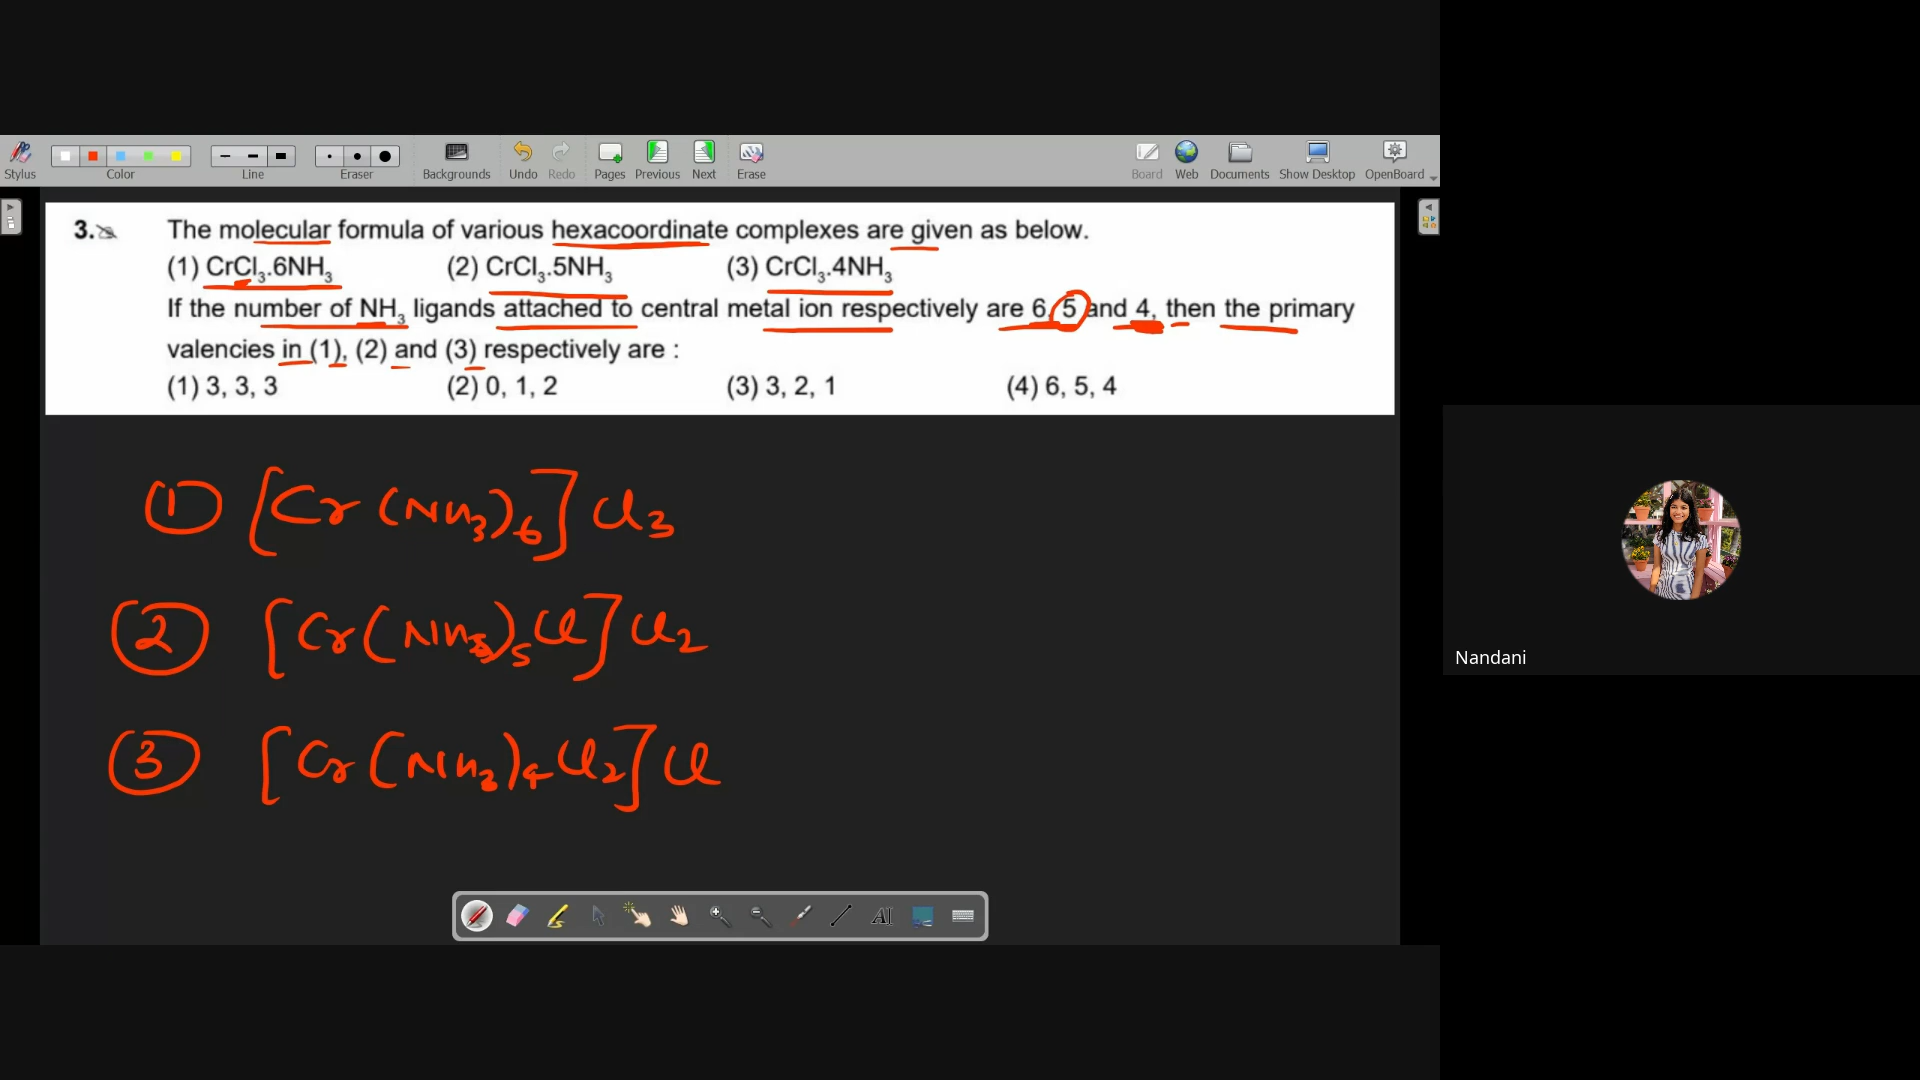 Stylus Color Line Eraser Backgrounds Undo Redo Pages Previous Next Erase Board Web Documents Show Desktop OpenBoard
3. The molecular formula of various hexacoordinate complexes are given as below.
(1) CrCl₃.6NH₃ (2) CrCl₃.5NH₃ (3) CrCl₃.4NH₃
If the number of NH₃ ligands attached to central metal ion respectively are 6, 5 and 4, then the primary
valencies in (1), (2) and (3) respectively are :
(1) 3, 3, 3 (2) 0, 1, 2 (3) 3, 2, 1 (4) 6, 5, 4
① [Cr(NH₃)₆]Cl₃
② [Cr(NH₃)₅Cl]Cl₂
③ [Cr(NH₃)₄Cl₂]Cl
Nandani
AI